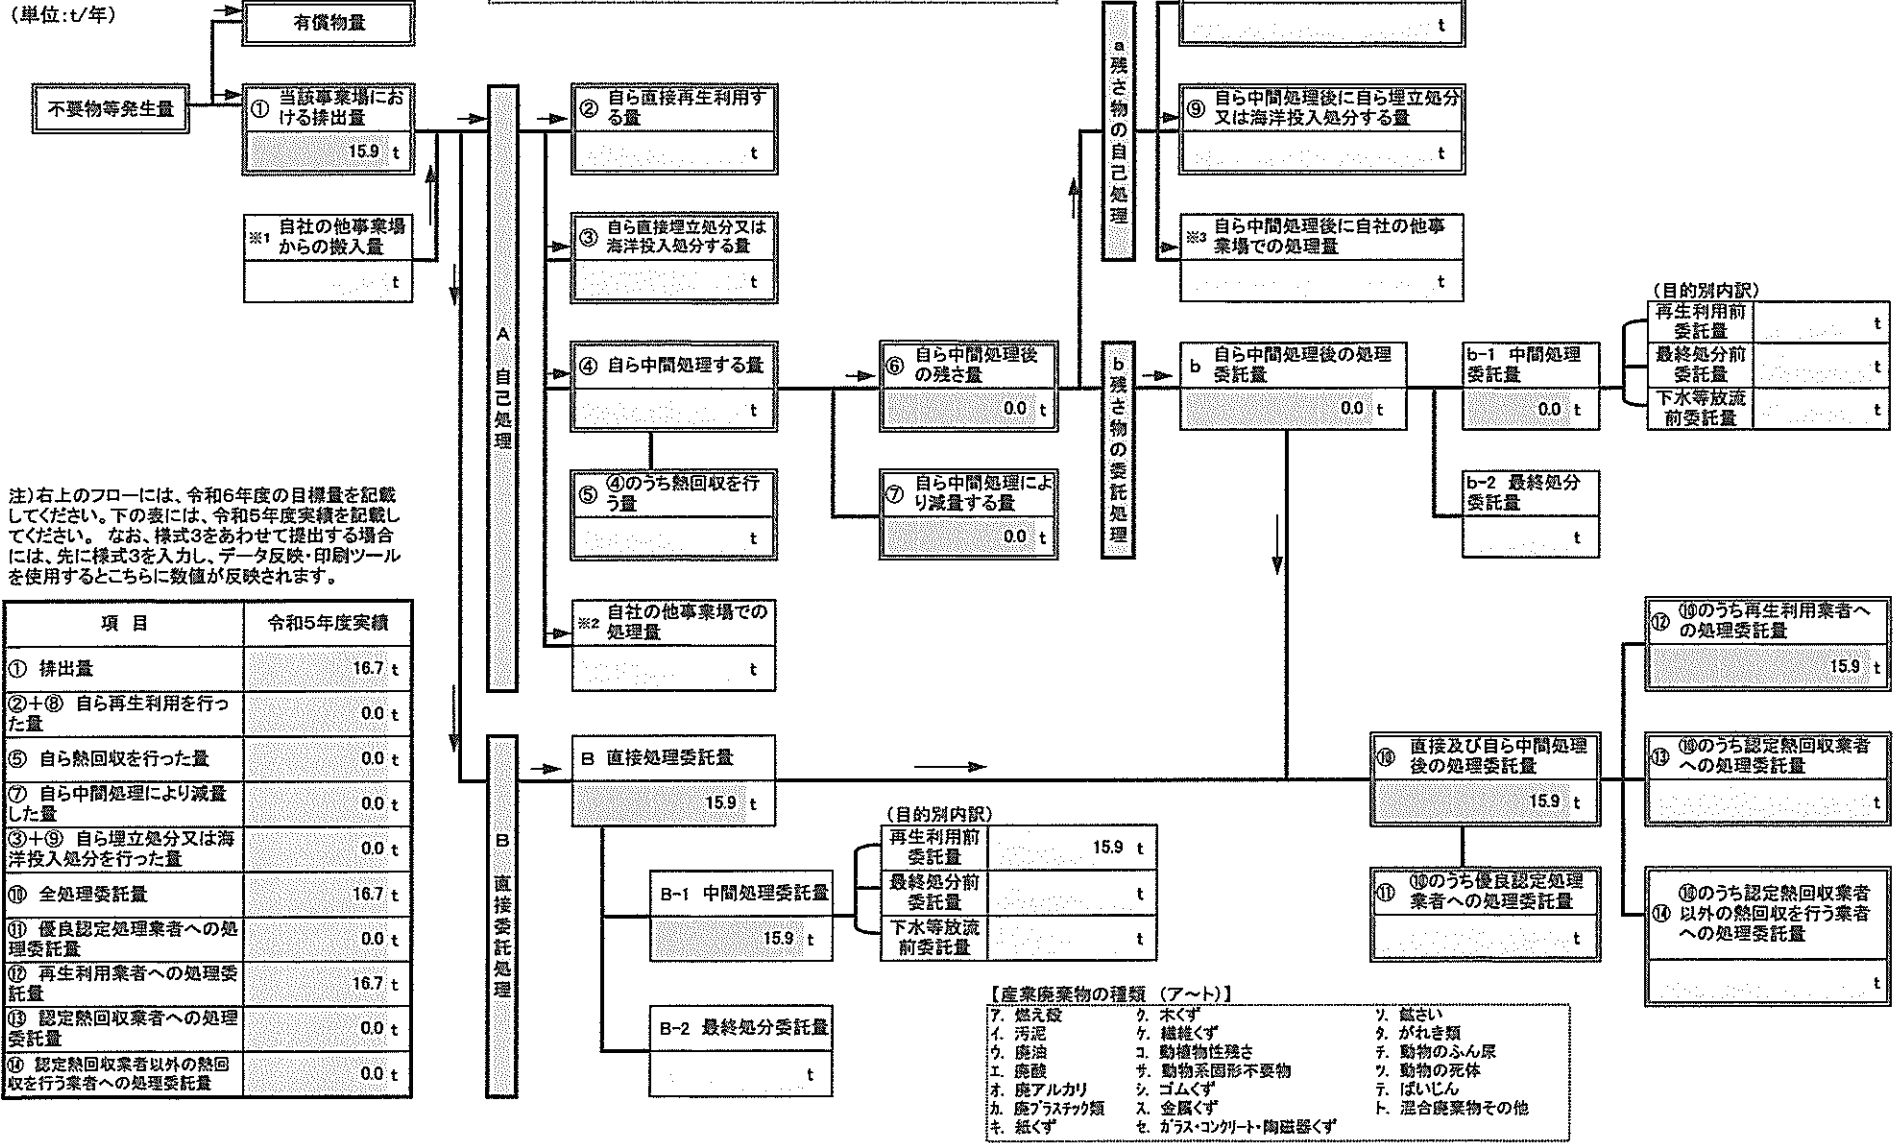 (単位:t/年)
有償物量
t
不要物等発生量
① 当該事業場にお
ける排出量
15.9 t
② 自ら直接再生利用す
る量
t
a 残さ物の自己処理
⑨ 自ら中間処理後に自ら埋立処分
又は海洋投入処分する量
t
※1 自社の他事業場
からの搬入量
t
③ 自ら直接埋立処分又は
海洋投入処分する量
t
※3 自ら中間処理後に自社の他事
業場での処理量
t
A 自己処理
④ 自ら中間処理する量
t
⑥ 自ら中間処理後
の残さ量
0.0 t
b 残さ物の委託処理
b 自ら中間処理後の処理
委託量
0.0 t
b-1 中間処理
委託量
0.0 t
(目的別内訳)
再生利用前
委託量
t
最終処分前
委託量
t
下水等放流
前委託量
t
⑤ ④のうち熱回収を行
う量
t
⑦ 自ら中間処理によ
り減量する量
0.0 t
b-2 最終処分
委託量
t
注)右上のフローには、令和6年度の目標量を記載
してください。下の表には、令和5年度実績を記載し
てください。 なお、様式3をあわせて提出する場合
には、先に様式3を入力し、データ反映・印刷ツール
を使用するとこちらに数値が反映されます。
※2 自社の他事業場での
処理量
t
項 目 令和5年度実績
① 排出量 16.7 t
②+⑧ 自ら再生利用を行っ
た量 0.0 t
⑤ 自ら熱回収を行った量 0.0 t
⑦ 自ら中間処理により減量
した量 0.0 t
③+⑨ 自ら埋立処分又は海
洋投入処分を行った量 0.0 t
⑩ 全処理委託量 16.7 t
⑪ 優良認定処理業者への処
理委託量 0.0 t
⑫ 再生利用業者への処理委
託量 16.7 t
⑬ 認定熱回収業者への処理
委託量 0.0 t
⑭ 認定熱回収業者以外の熱回
収を行う業者への処理委託量 0.0 t
B 直接委託処理
B 直接処理委託量
15.9 t
B-1 中間処理委託量
15.9 t
(目的別内訳)
再生利用前
委託量
15.9 t
最終処分前
委託量
t
下水等放流
前委託量
t
B-2 最終処分委託量
t
⑩ 直接及び自ら中間処理
後の処理委託量
15.9 t
⑪ ⑩のうち優良認定処理
業者への処理委託量
t
⑫ ⑩のうち再生利用業者へ
の処理委託量
15.9 t
⑬ ⑩のうち認定熱回収業者
への処理委託量
t
⑭ ⑩のうち認定熱回収業者
以外の熱回収を行う業者
への処理委託量
t
【産業廃棄物の種類 (ア~ト)】
ア. 燃え殻
イ. 汚泥
ウ. 廃油
エ. 廃酸
オ. 廃アルカリ
カ. 廃プラスチック類
キ. 紙くず
ク. 木くず
ケ. 繊維くず
コ. 動植物性残さ
サ. 動物系固形不要物
シ. ゴムくず
ス. 金属くず
セ. ガラス・コンクリート・陶磁器くず
ソ. 鉱さい
タ. がれき類
チ. 動物のふん尿
ツ. 動物の死体
テ. ばいじん
ト. 混合廃棄物その他